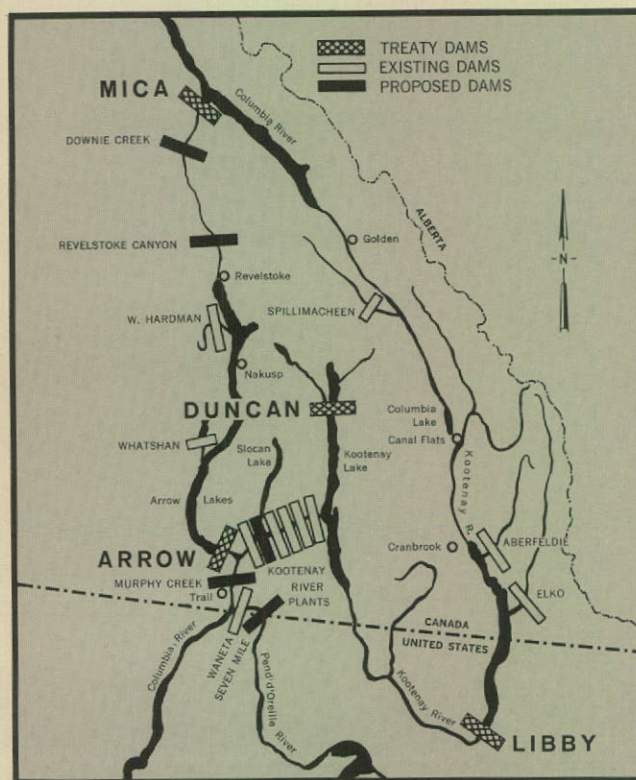 TREATY DAMS
EXISTING DAMS
PROPOSED DAMS
MICA
Columbia River
DOWNIE CREEK
ALBERTA
REVELSTOKE CANYON
Golden
-N-
Revelstoke
SPILLIMACHEEN
W. HARDMAN
Nakusp
DUNCAN
Columbia
Lake
Canal Flats
WHATSHAN
Slocan
Lake
Kootenay
Lake
Kootenay R.
Arrow Lakes
ARROW
Cranbrook
ABERFELDIE
KOOTENAY
RIVER
PLANTS
MURPHY CREEK
Trail
ELKO
CANADA
UNITED STATES
WANETA
SEVEN MILE
Columbia River
Pend d'Oreille
River
Kootenay River
LIBBY